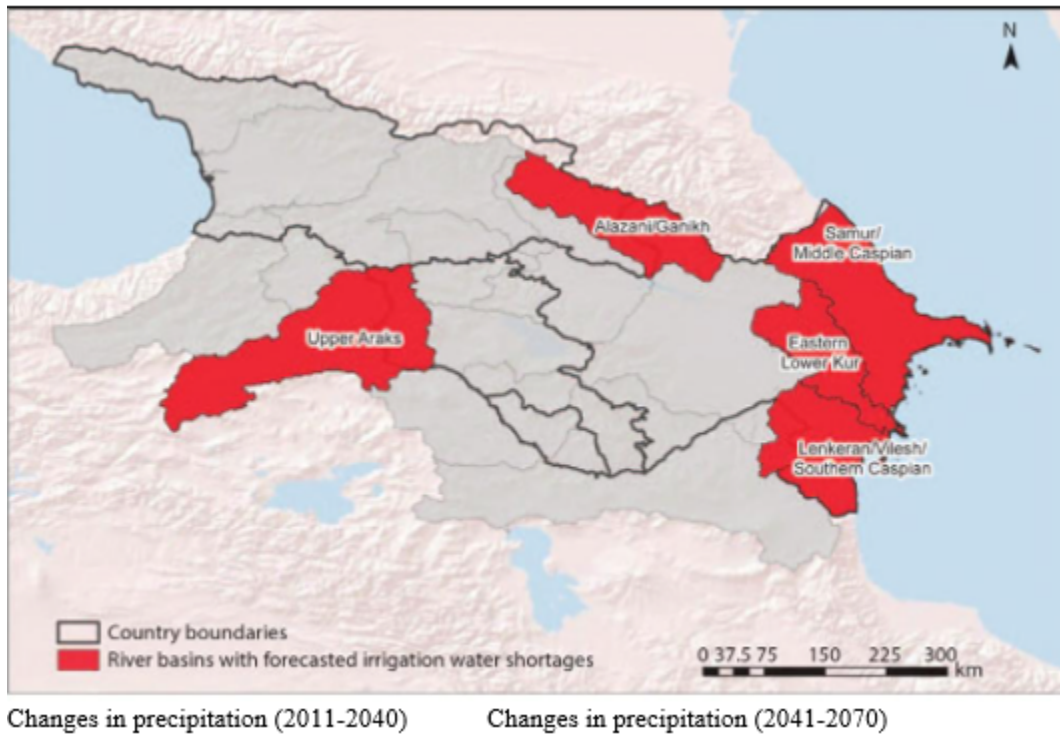 N
Alazani/Ganikh
Samur/
Middle Caspian
Upper Araks
Eastern
Lower Kur
Lenkeran/Vilesh/
Southern Caspian
Country boundaries
River basins with forecasted irrigation water shortages
0 37.5 75 150 225 300
km
Changes in precipitation (2011-2040) Changes in precipitation (2041-2070)